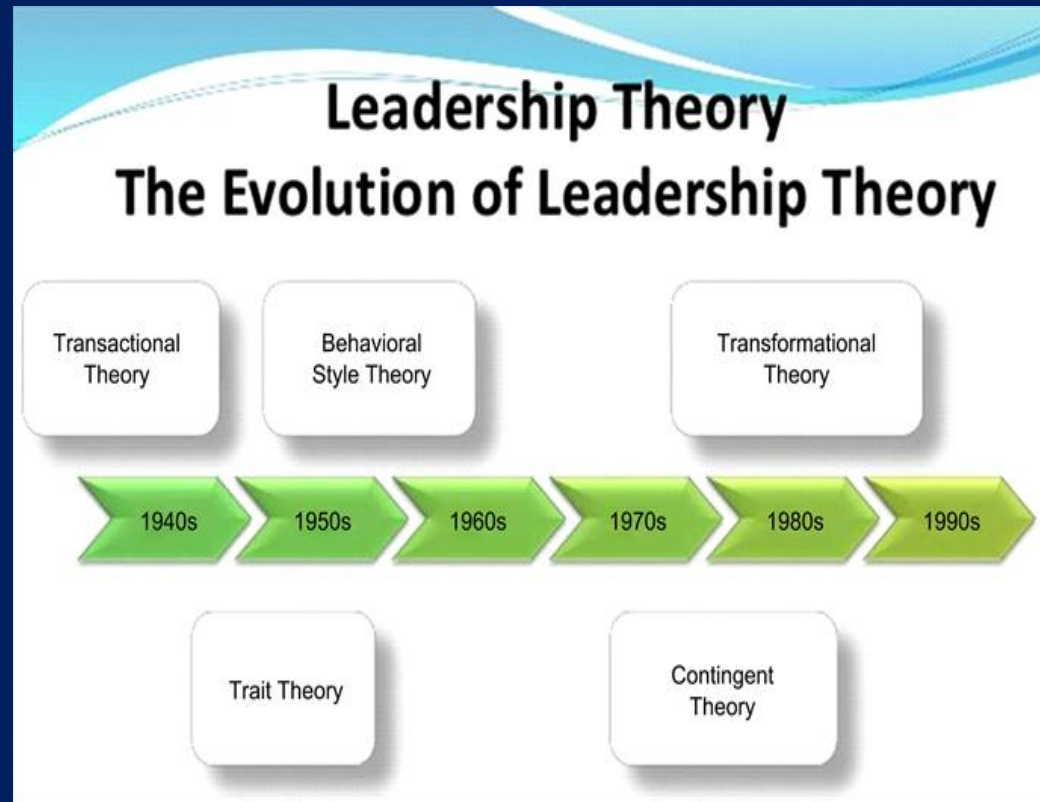 Leadership Theory
The Evolution of Leadership Theory
Transactional
Theory
Behavioral
Style Theory
Transformational
Theory
1940s
1950s
1960s
1970s
1980s
1990s
Trait Theory
Contingent
Theory